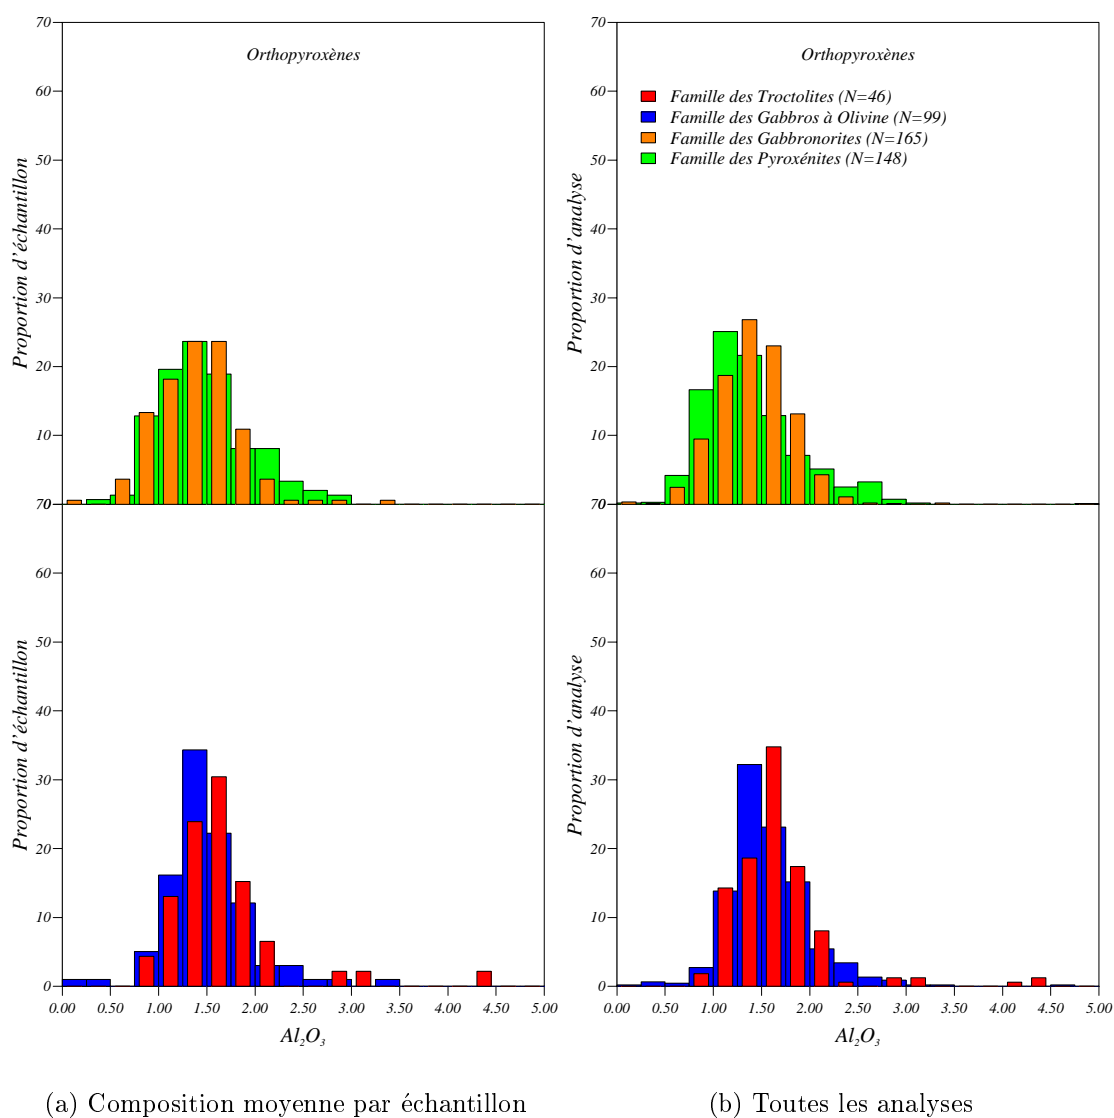 70
60
50
40
30
20
10
0
Proportion d'échantillon
Orthopyroxènes
70
60
50
40
30
20
10
0
Proportion d'échantillon
0.00 0.50 1.00 1.50 2.00 2.50 3.00 3.50 4.00 4.50 5.00
Al₂O₃
(a) Composition moyenne par échantillon
70
60
50
40
30
20
10
0
Proportion d'analyse
Orthopyroxènes
Famille des Troctolites (N=46)
Famille des Gabbros à Olivine (N=99)
Famille des Gabbronorites (N=165)
Famille des Pyroxénites (N=148)
70
60
50
40
30
20
10
0
Proportion d'analyse
0.00 0.50 1.00 1.50 2.00 2.50 3.00 3.50 4.00 4.50 5.00
Al₂O₃
(b) Toutes les analyses